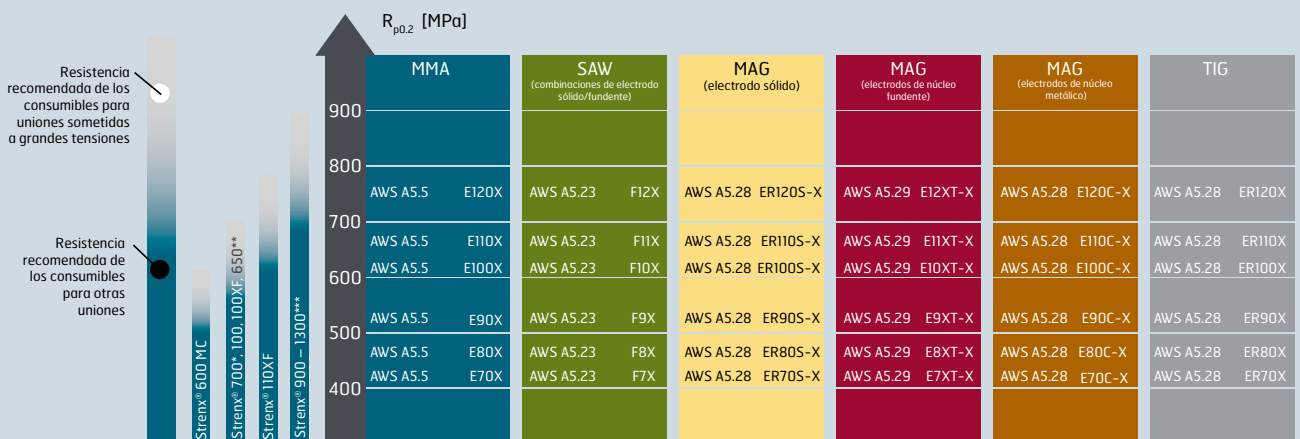 R p0.2 [MPa]
Resistencia
recomendada de los
consumibles para
uniones sometidas
a grandes tensiones
Resistencia
recomendada de
los consumibles
para otras
uniones
Strenx® 600 MC
Strenx® 700*, 100, 100XF, 650**
Strenx® 110XF
Strenx® 900 – 1300***
900
800
700
600
500
400
MMA
AWS A5.5 E120X
AWS A5.5 E110X
AWS A5.5 E100X
AWS A5.5 E90X
AWS A5.5 E80X
AWS A5.5 E70X
SAW
(combinaciones de electrodo
sólido/fundente)
AWS A5.23 F12X
AWS A5.23 F11X
AWS A5.23 F10X
AWS A5.23 F9X
AWS A5.23 F8X
AWS A5.23 F7X
MAG
(electrodo sólido)
AWS A5.28 ER120S-X
AWS A5.28 ER110S-X
AWS A5.28 ER100S-X
AWS A5.28 ER90S-X
AWS A5.28 ER80S-X
AWS A5.28 ER70S-X
MAG
(electrodos de núcleo
fundente)
AWS A5.29 E12XT-X
AWS A5.29 E11XT-X
AWS A5.29 E10XT-X
AWS A5.29 E9XT-X
AWS A5.29 E8XT-X
AWS A5.29 E7XT-X
MAG
(electrodos de núcleo
metálico)
AWS A5.28 E120C-X
AWS A5.28 E110C-X
AWS A5.28 E100C-X
AWS A5.28 E90C-X
AWS A5.28 E80C-X
AWS A5.28 E70C-X
TIG
AWS A5.28 ER120X
AWS A5.28 ER110X
AWS A5.28 ER100X
AWS A5.28 ER90X
AWS A5.28 ER80X
AWS A5.28 ER70X